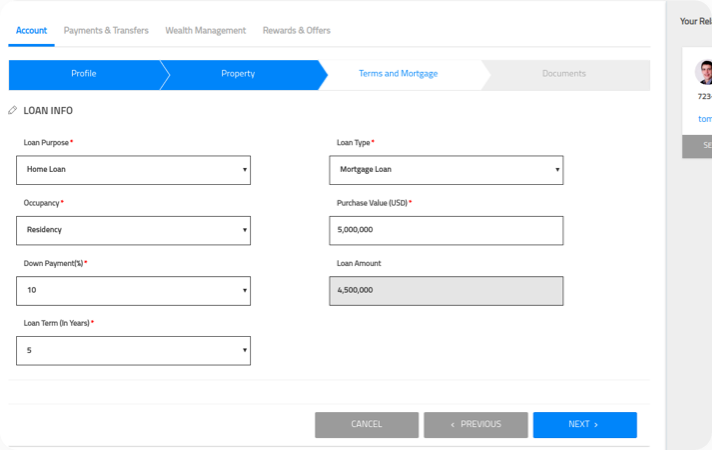 Account Payments & Transfers Wealth Management Rewards & Offers
Your Rel
Profile Property Terms and Mortgage Documents
LOAN INFO
723-
tom
Loan Purpose* Loan Type*
Home Loan Mortgage Loan
Occupancy* Purchase Value (USD)*
Residency 5,000,000
Down Payment(%)* Loan Amount
10 4,500,000
Loan Term (In Years)*
5
CANCEL ‹ PREVIOUS NEXT ›